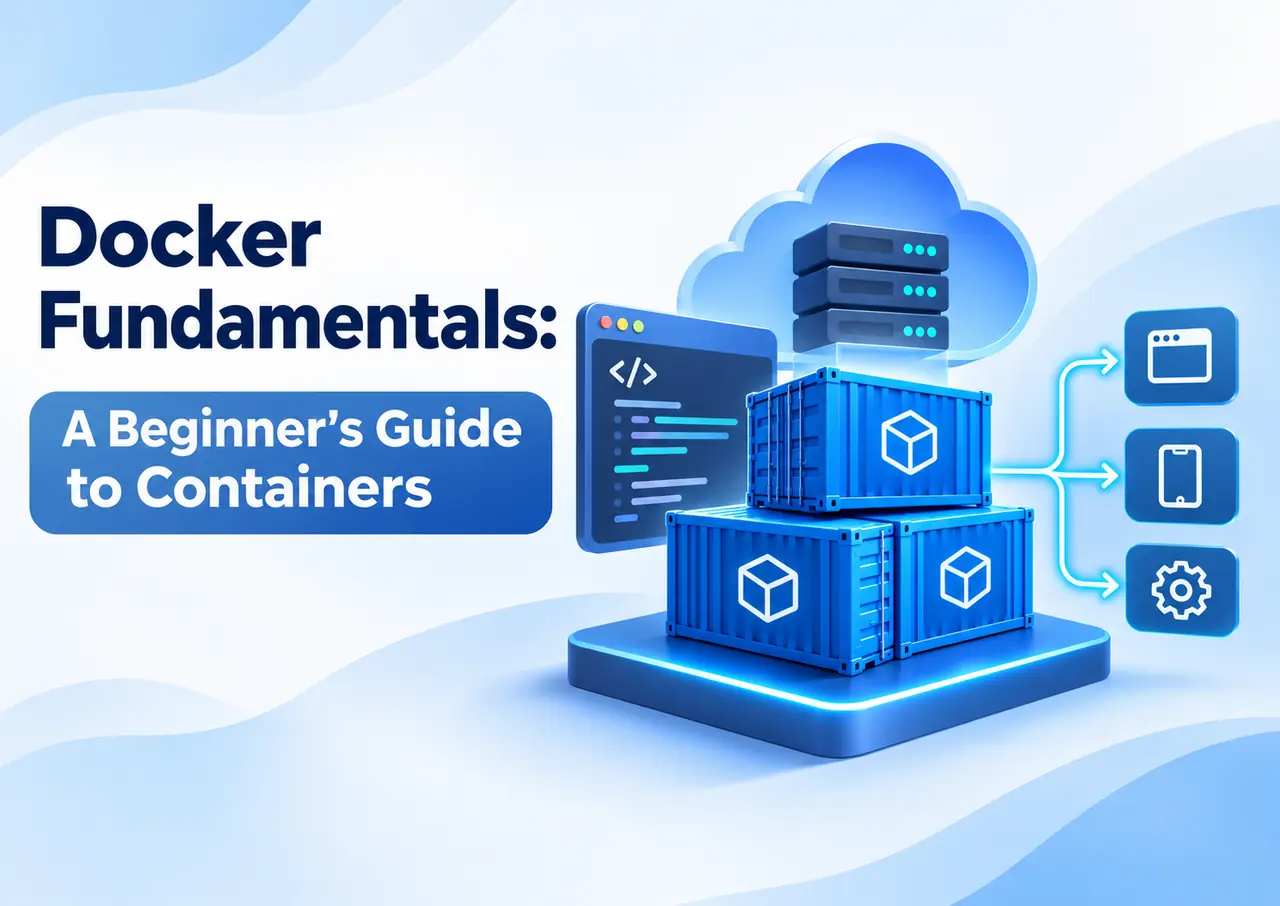 Docker
Fundamentals:
A Beginner's Guide
to Containers
</>